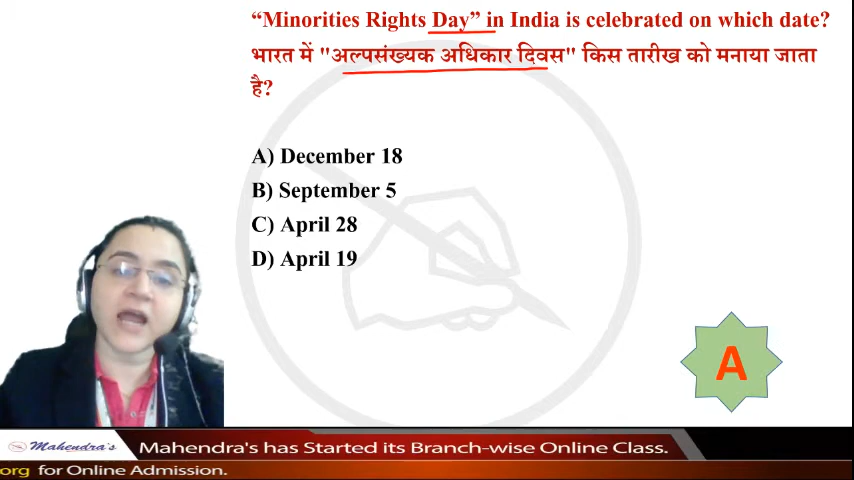 “Minorities Rights Day” in India is celebrated on which date?
भारत में "अल्पसंख्यक अधिकार दिवस" किस तारीख को मनाया जाता
है?
A) December 18
B) September 5
C) April 28
D) April 19
A
Mahendra's
Mahendra's has Started its Branch-wise Online Class.
org for Online Admission.